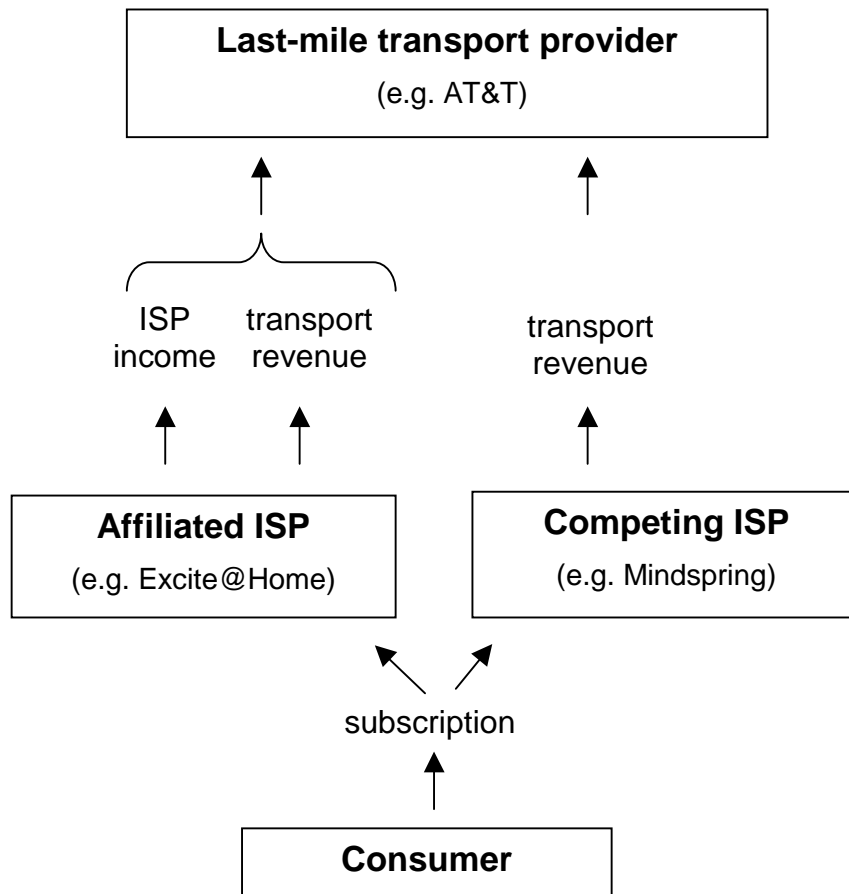 Last-mile transport provider
(e.g. AT&T)
ISP
income
transport
revenue
transport
revenue
Affiliated ISP
(e.g. Excite@Home)
Competing ISP
(e.g. Mindspring)
subscription
Consumer